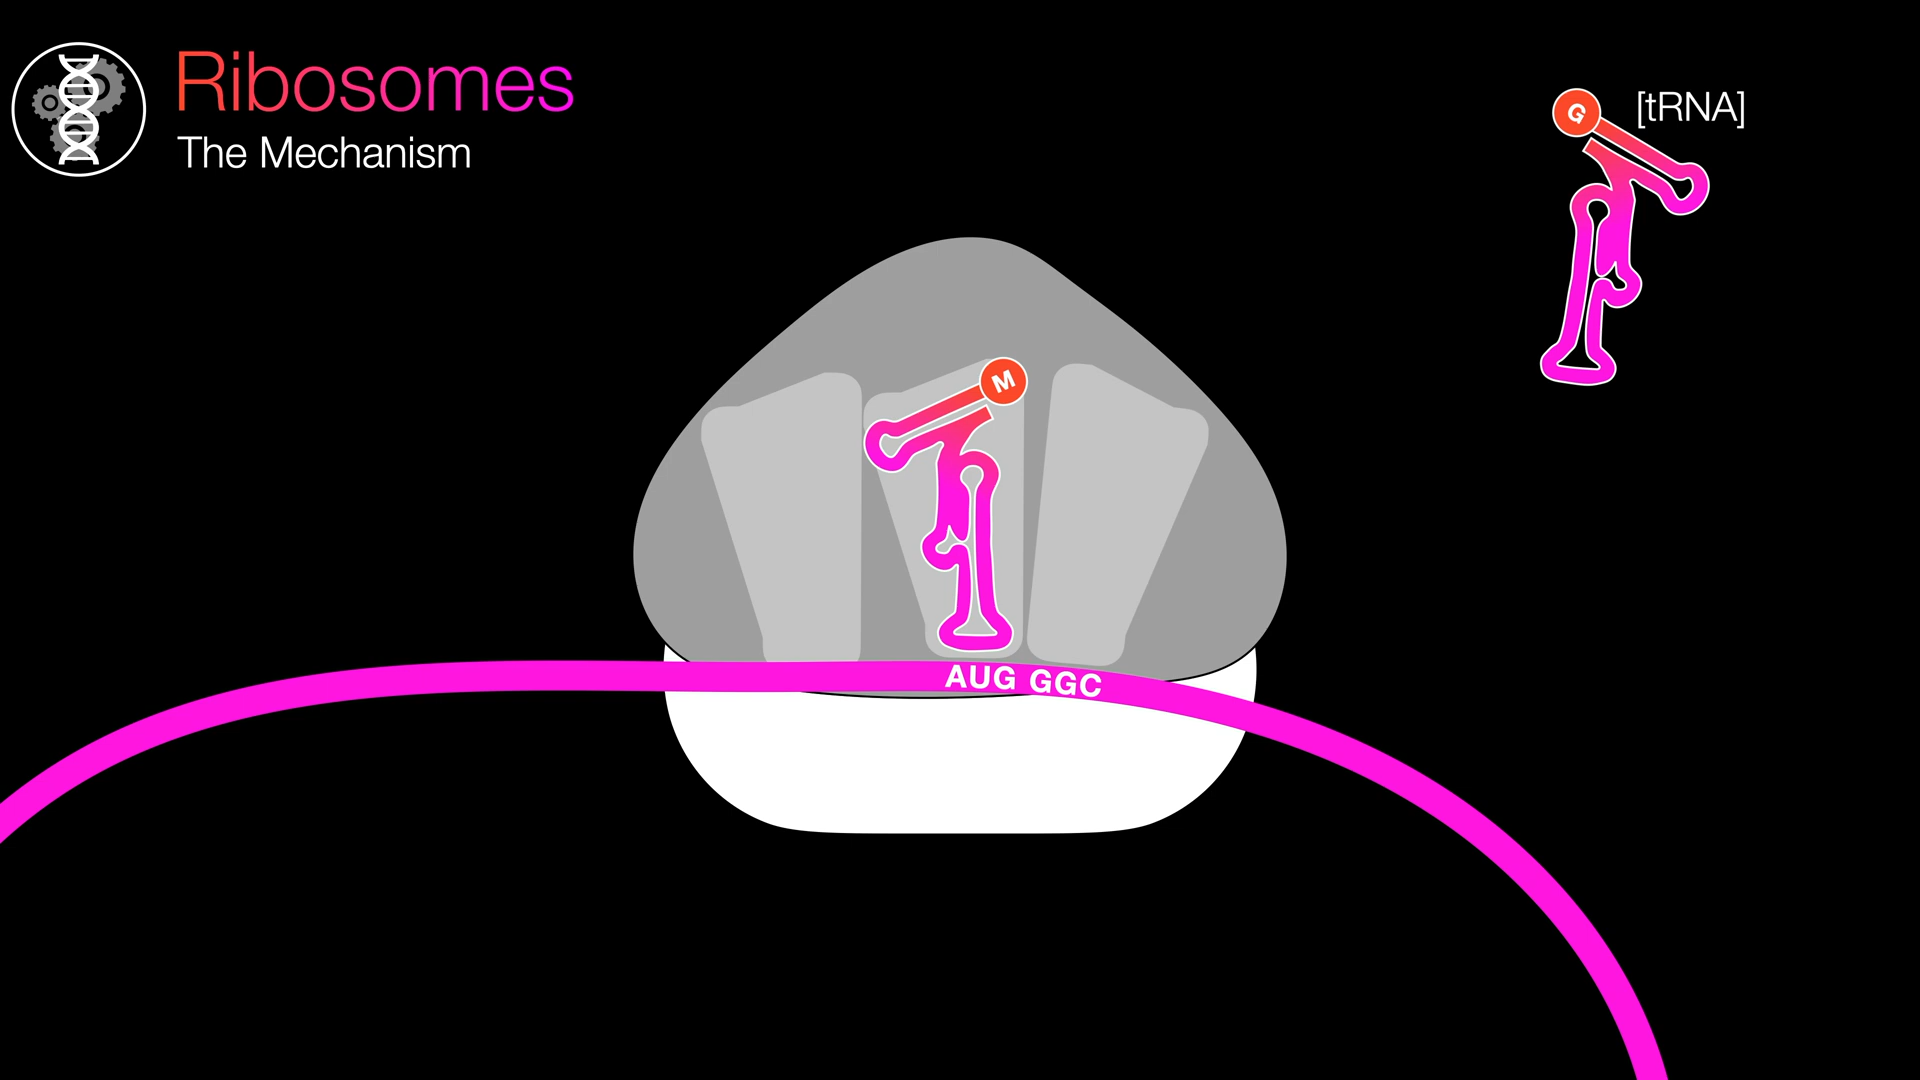 Ribosomes
The Mechanism
G
[tRNA]
M
AUG GGC